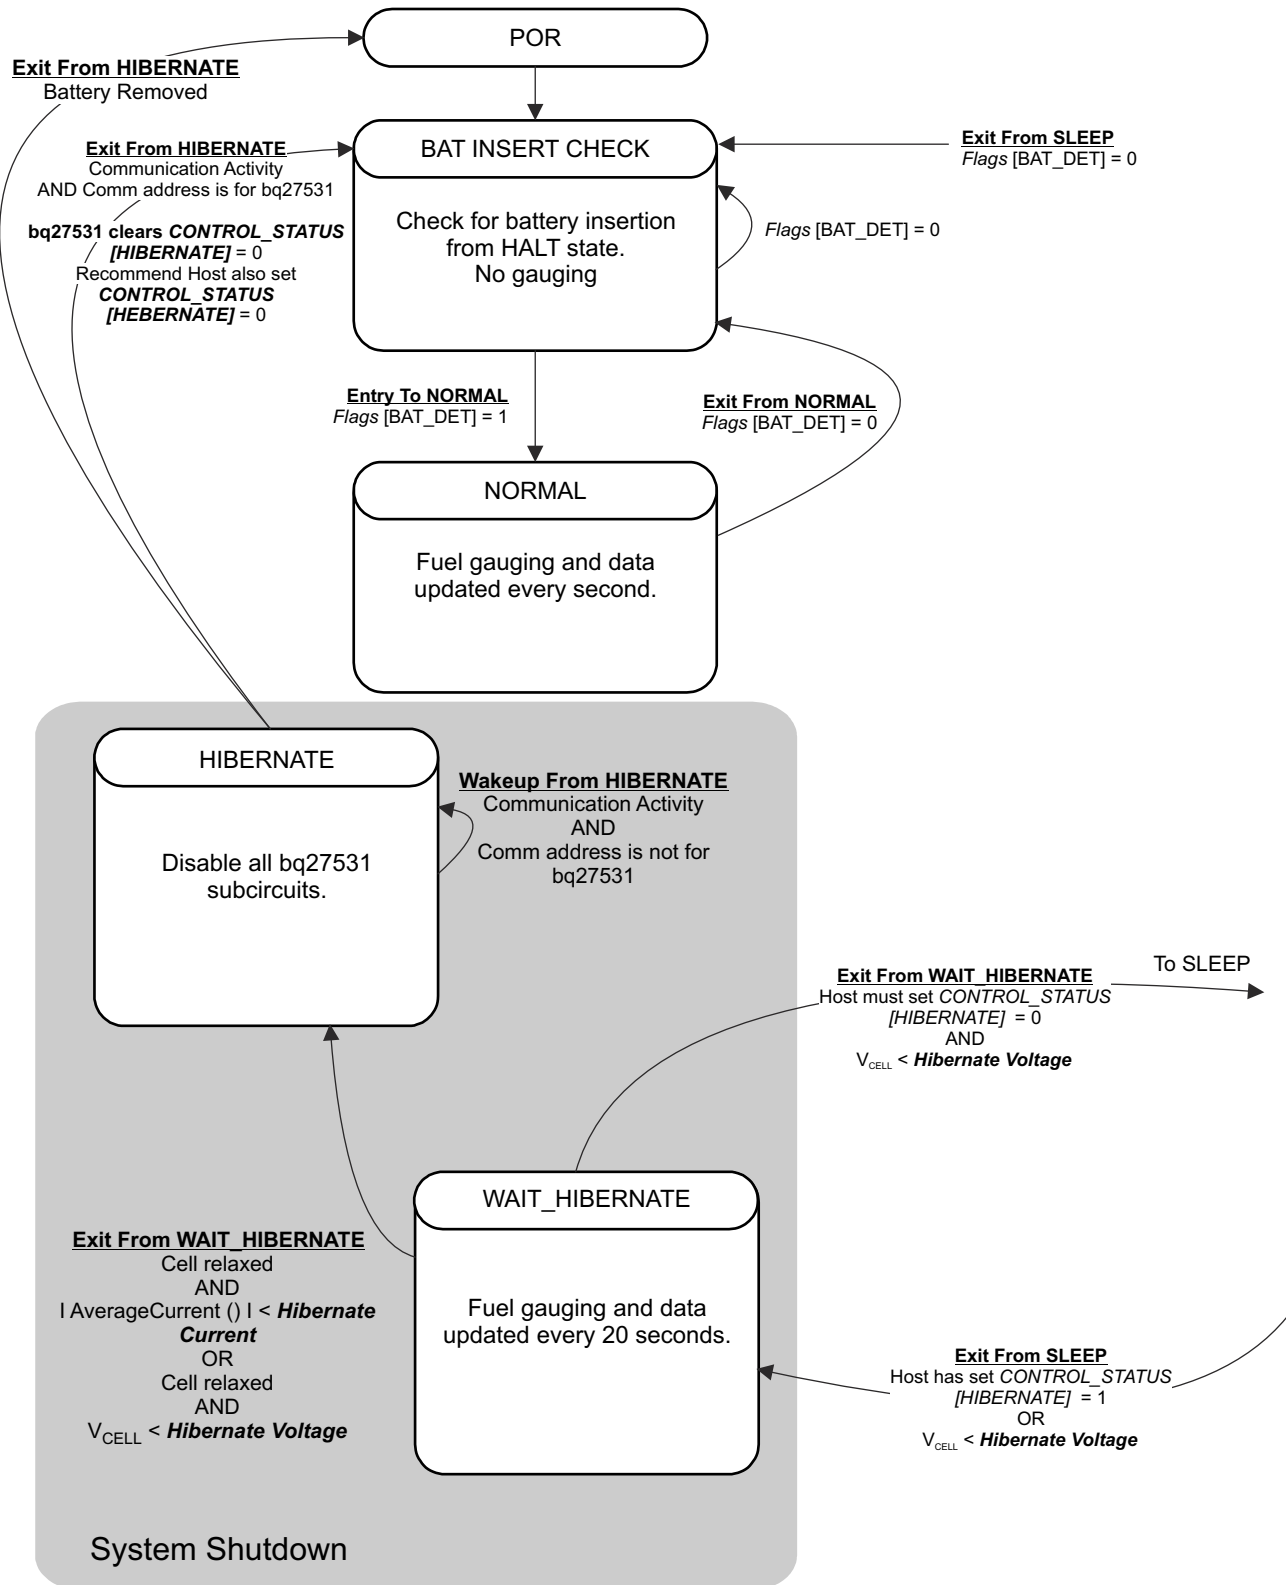 POR
Exit From HIBERNATE
Battery Removed
Exit From HIBERNATE
Communication Activity
AND Comm address is for bq27531
bq27531 clears CONTROL_STATUS
[HIBERNATE] = 0
Recommend Host also set
CONTROL_STATUS
[HEBERNATE] = 0
BAT INSERT CHECK
Check for battery insertion
from HALT state.
No gauging
Exit From SLEEP
Flags [BAT_DET] = 0
Flags [BAT_DET] = 0
Entry To NORMAL
Flags [BAT_DET] = 1
Exit From NORMAL
Flags [BAT_DET] = 0
NORMAL
Fuel gauging and data
updated every second.
HIBERNATE
Disable all bq27531
subcircuits.
Wakeup From HIBERNATE
Communication Activity
AND
Comm address is not for
bq27531
Exit From WAIT_HIBERNATE
Host must set CONTROL_STATUS
[HIBERNATE] = 0
AND
VCELL < Hibernate Voltage
To SLEEP
WAIT_HIBERNATE
Fuel gauging and data
updated every 20 seconds.
Exit From WAIT_HIBERNATE
Cell relaxed
AND
I AverageCurrent () I < Hibernate
Current
OR
Cell relaxed
AND
VCELL < Hibernate Voltage
Exit From SLEEP
Host has set CONTROL_STATUS
[HIBERNATE] = 1
OR
VCELL < Hibernate Voltage
System Shutdown